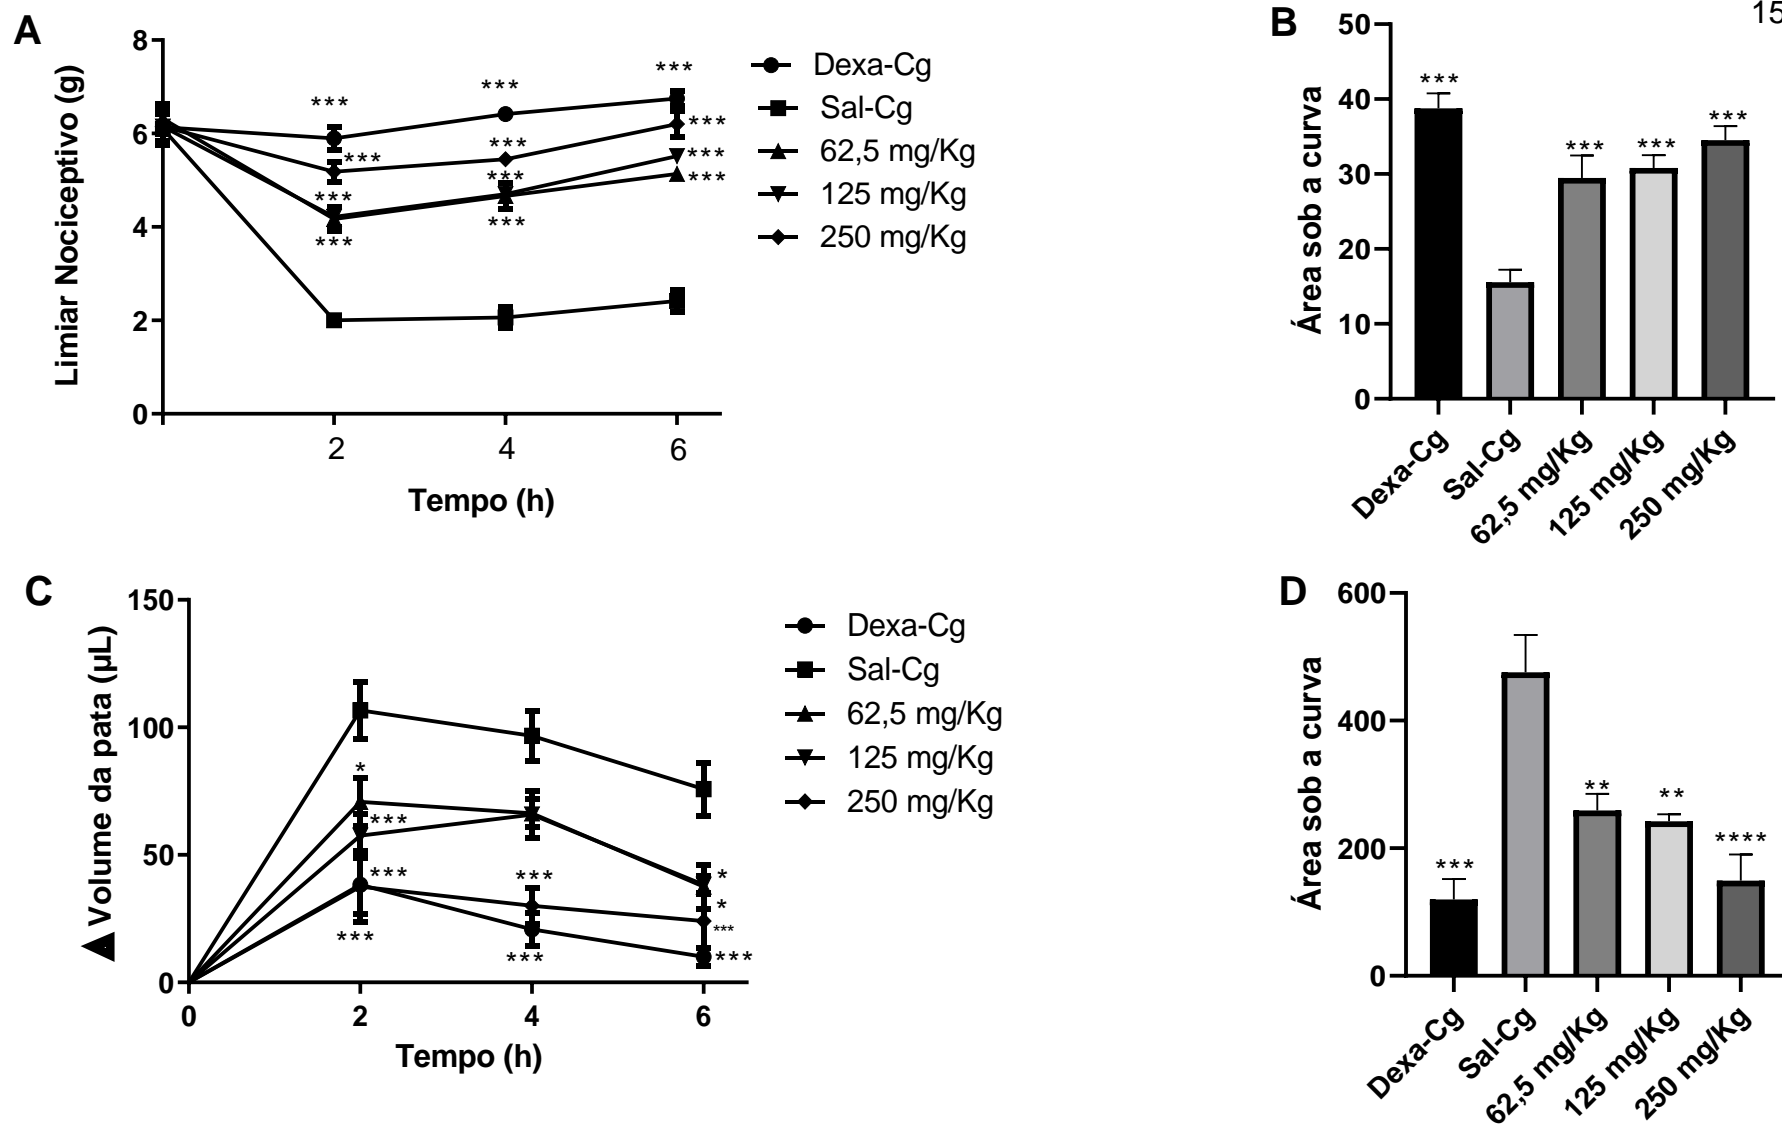 15
A
8
6
4
2
0
Limiar Nociceptivo (g)
***
***
***
***
***
***
***
***
***
***
***
***
2
4
6
Tempo (h)
Dexa-Cg
Sal-Cg
62,5 mg/Kg
125 mg/Kg
250 mg/Kg
B
50
40
30
20
10
0
Área sob a curva
***
***
***
***
Dexa-Cg
Sal-Cg
62,5 mg/Kg
125 mg/Kg
250 mg/Kg
C
150
100
50
0
Volume da pata (µL)
*
***
***
***
***
***
*
*
***
***
0
2
4
6
Tempo (h)
Dexa-Cg
Sal-Cg
62,5 mg/Kg
125 mg/Kg
250 mg/Kg
D
600
400
200
0
Área sob a curva
***
**
**
****
Dexa-Cg
Sal-Cg
62,5 mg/Kg
125 mg/Kg
250 mg/Kg